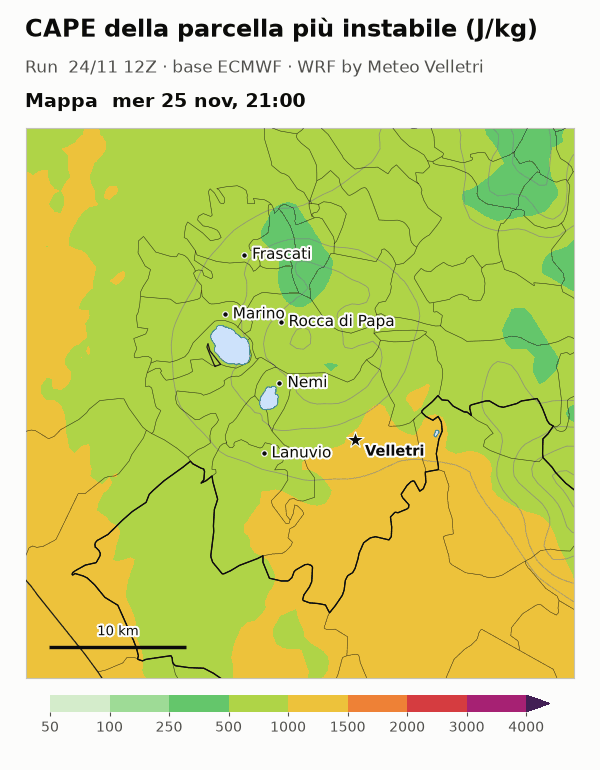 CAPE della parcella più instabile (J/kg)
Run 24/11 12Z · base ECMWF · WRF by Meteo Velletri
Mappa mer 25 nov, 21:00
Frascati
Marino
Rocca di Papa
Nemi
Velletri
Lanuvio
10 km
50 100 250 500 1000 1500 2000 3000 4000